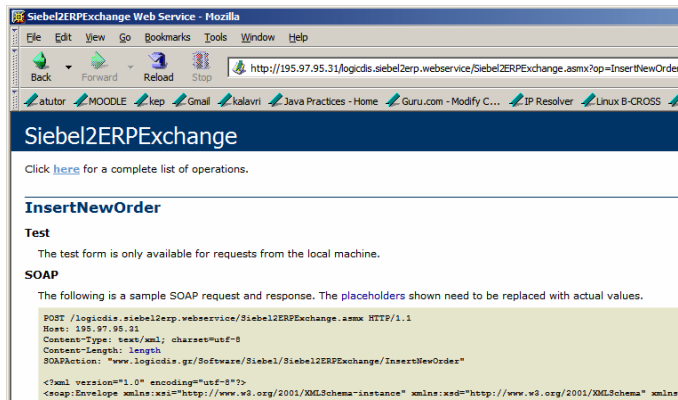 Siebel2ERPExchange Web Service - Mozilla
File Edit View Go Bookmarks Tools Window Help
Back Forward Reload Stop http://195.97.95.31/logicdis.siebel2erp.webservice/Siebel2ERPExchange.asmx?op=InsertNewOrder
atutor MOODLE kep Gmail kalavri Java Practices - Home Guru.com - Modify C... IP Resolver Linux B-CROSS
Siebel2ERPExchange
Click here for a complete list of operations.
InsertNewOrder
Test
The test form is only available for requests from the local machine.
SOAP
The following is a sample SOAP request and response. The placeholders shown need to be replaced with actual values.
POST /logicdis.siebel2erp.webservice/Siebel2ERPExchange.asmx HTTP/1.1
Host: 195.97.95.31
Content-Type: text/xml; charset=utf-8
Content-Length: length
SOAPAction: "www.logicdis.gr/Software/Siebel/Siebel2ERPExchange/InsertNewOrder"
<?xml version="1.0" encoding="utf-8"?>
<soap:Envelope xmlns:xsi="http://www.w3.org/2001/XMLSchema-instance" xmlns:xsd="http://www.w3.org/2001/XMLSchema" xmlns